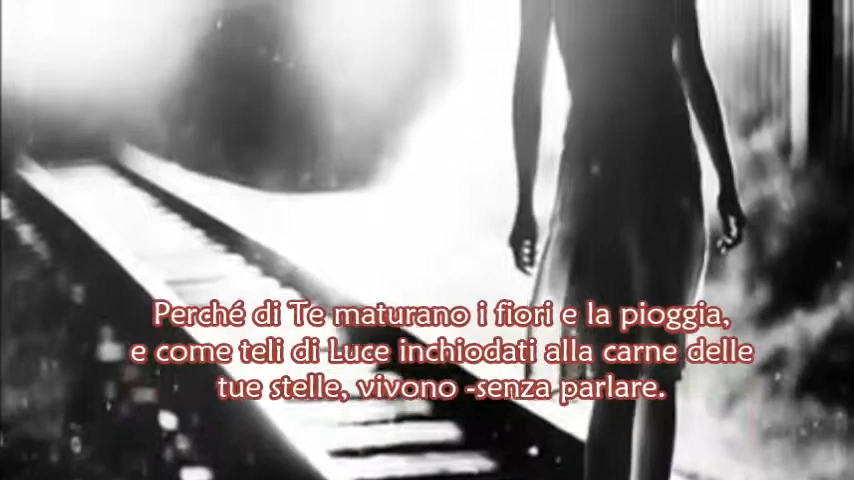 Perché di Te maturano i fiori e la pioggia,
e come teli di Luce inchiodati alla carne delle
tue stelle, vivono -senza parlare.